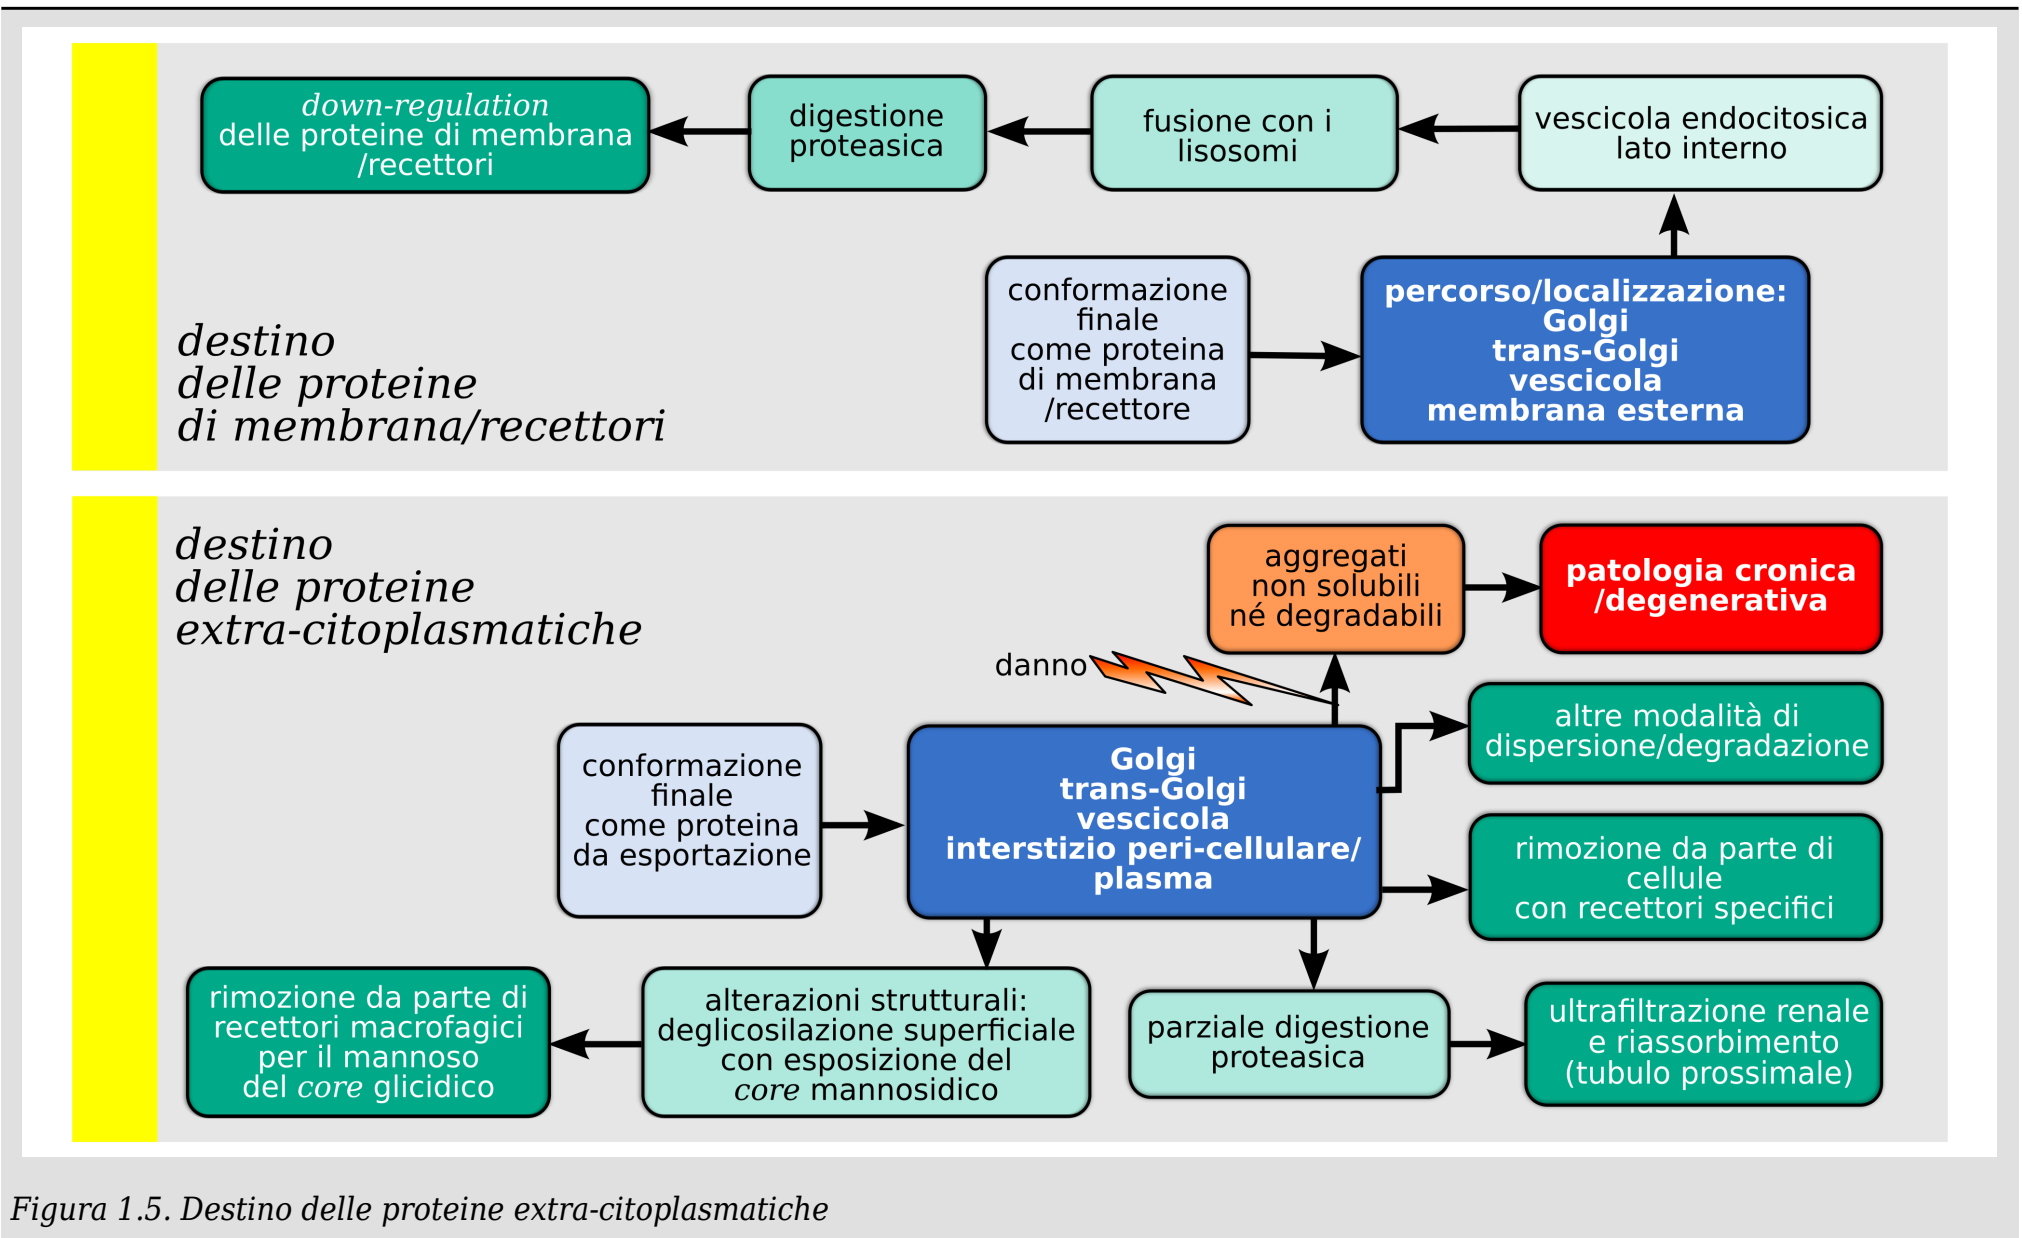 down-regulation
delle proteine di membrana
/recettori
digestione
proteasica
fusione con i
lisosomi
vescicola endocitosica
lato interno
conformazione
finale
come proteina
di membrana
/recettore
percorso/localizzazione:
Golgi
trans-Golgi
vescicola
membrana esterna
destino
delle proteine
di membrana/recettori
destino
delle proteine
extra-citoplasmatiche
aggregati
non solubili
né degradabili
patologia cronica
/degenerativa
danno
altre modalità di
dispersione/degradazione
conformazione
finale
come proteina
da esportazione
Golgi
trans-Golgi
vescicola
interstizio peri-cellulare/
plasma
rimozione da parte di
cellule
con recettori specifici
rimozione da parte di
recettori macrofagici
per il mannoso
del core glicidico
alterazioni strutturali:
deglicosilazione superficiale
con esposizione del
core mannosidico
parziale digestione
proteasica
ultrafiltrazione renale
e riassorbimento
(tubulo prossimale)
Figura 1.5. Destino delle proteine extra-citoplasmatiche